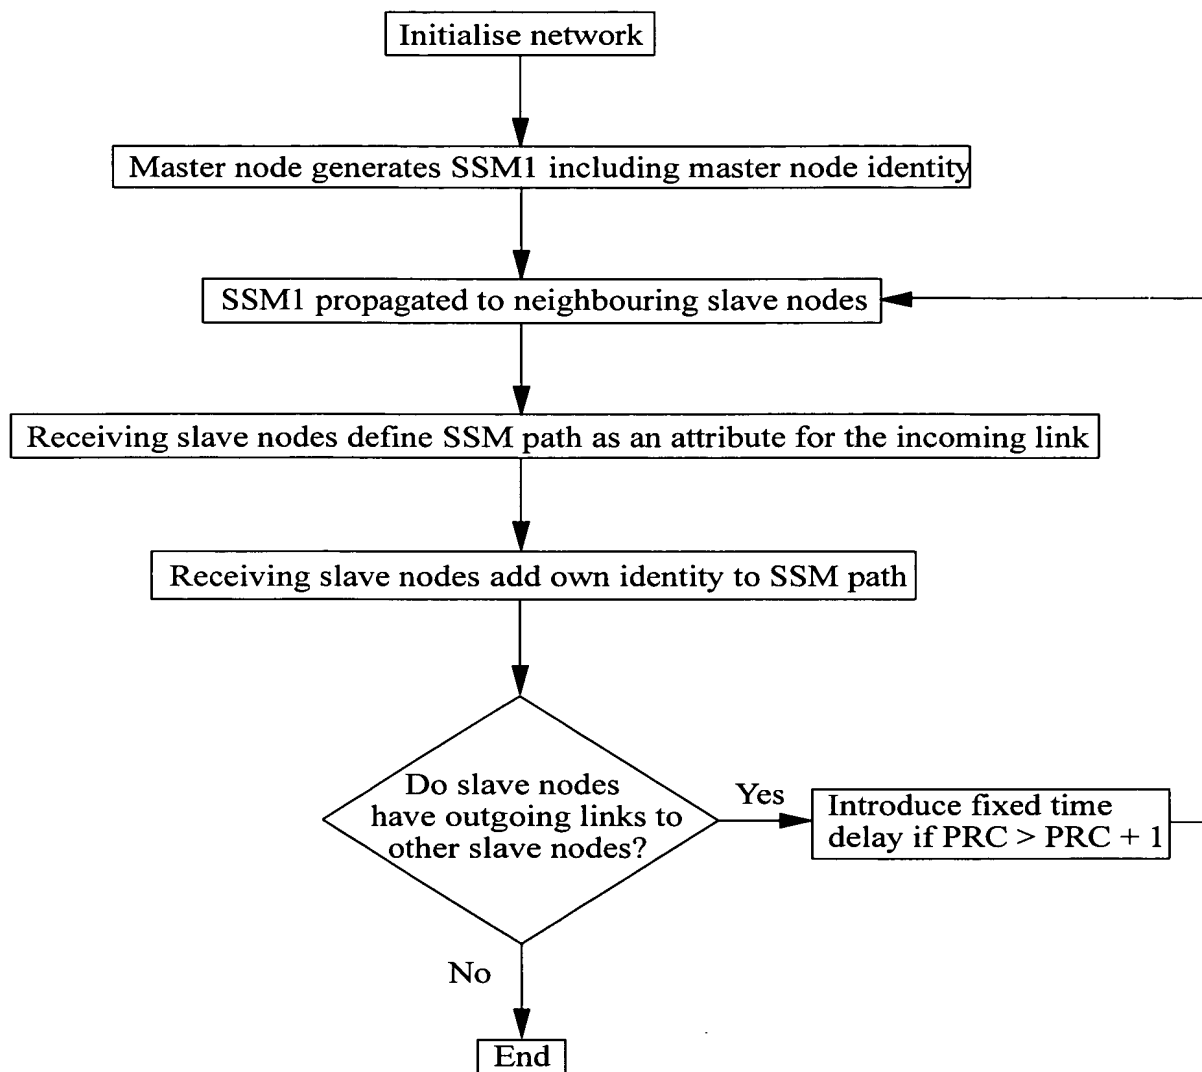 Initialise network
Master node generates SSM1 including master node identity
SSM1 propagated to neighbouring slave nodes
Receiving slave nodes define SSM path as an attribute for the incoming link
Receiving slave nodes add own identity to SSM path
Do slave nodes
have outgoing links to
other slave nodes?
Yes
Introduce fixed time
delay if PRC > PRC + 1
No
End